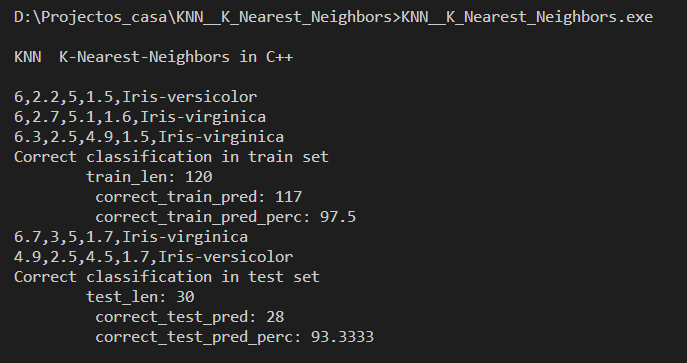 D:\Projectos_casa\KNN__K_Nearest_Neighbors>KNN__K_Nearest_Neighbors.exe
KNN  K-Nearest-Neighbors in C++
6,2.2,5,1.5,Iris-versicolor
6,2.7,5.1,1.6,Iris-virginica
6.3,2.5,4.9,1.5,Iris-virginica
Correct classification in train set
train_len: 120
correct_train_pred: 117
correct_train_pred_perc: 97.5
6.7,3,5,1.7,Iris-virginica
4.9,2.5,4.5,1.7,Iris-versicolor
Correct classification in test set
test_len: 30
correct_test_pred: 28
correct_test_pred_perc: 93.3333